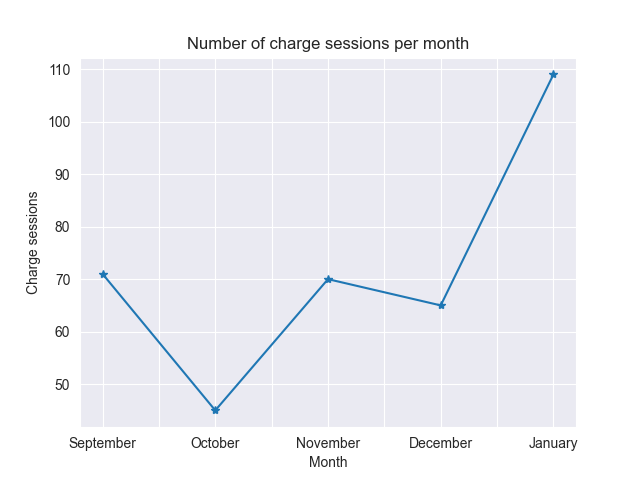 Number of charge sessions per month
110
100
90
80
70
60
50
Charge sessions
September October November December January
Month